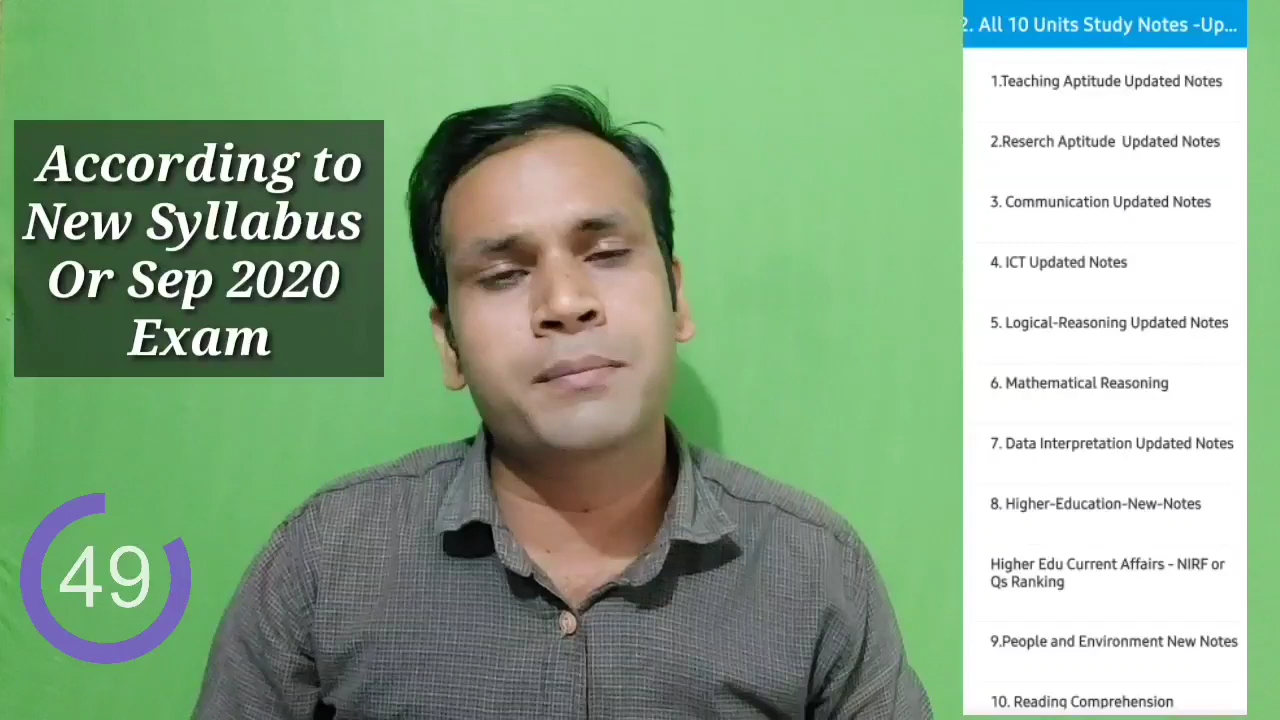 According to
New Syllabus
Or Sep 2020
Exam
49
2. All 10 Units Study Notes -Up...
1.Teaching Aptitude Updated Notes
2.Reserch Aptitude Updated Notes
3. Communication Updated Notes
4. ICT Updated Notes
5. Logical-Reasoning Updated Notes
6. Mathematical Reasoning
7. Data Interpretation Updated Notes
8. Higher-Education-New-Notes
Higher Edu Current Affairs - NIRF or
Qs Ranking
9.People and Environment New Notes
10. Reading Comprehension